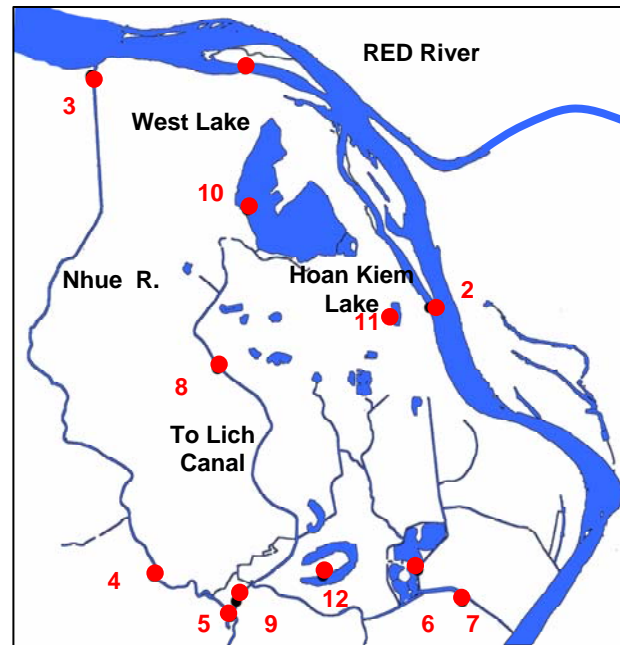 RED River
3
West Lake
10
Nhue R.
Hoan Kiem
Lake
2
11
8
To Lich
Canal
4
12
5
9
6
7